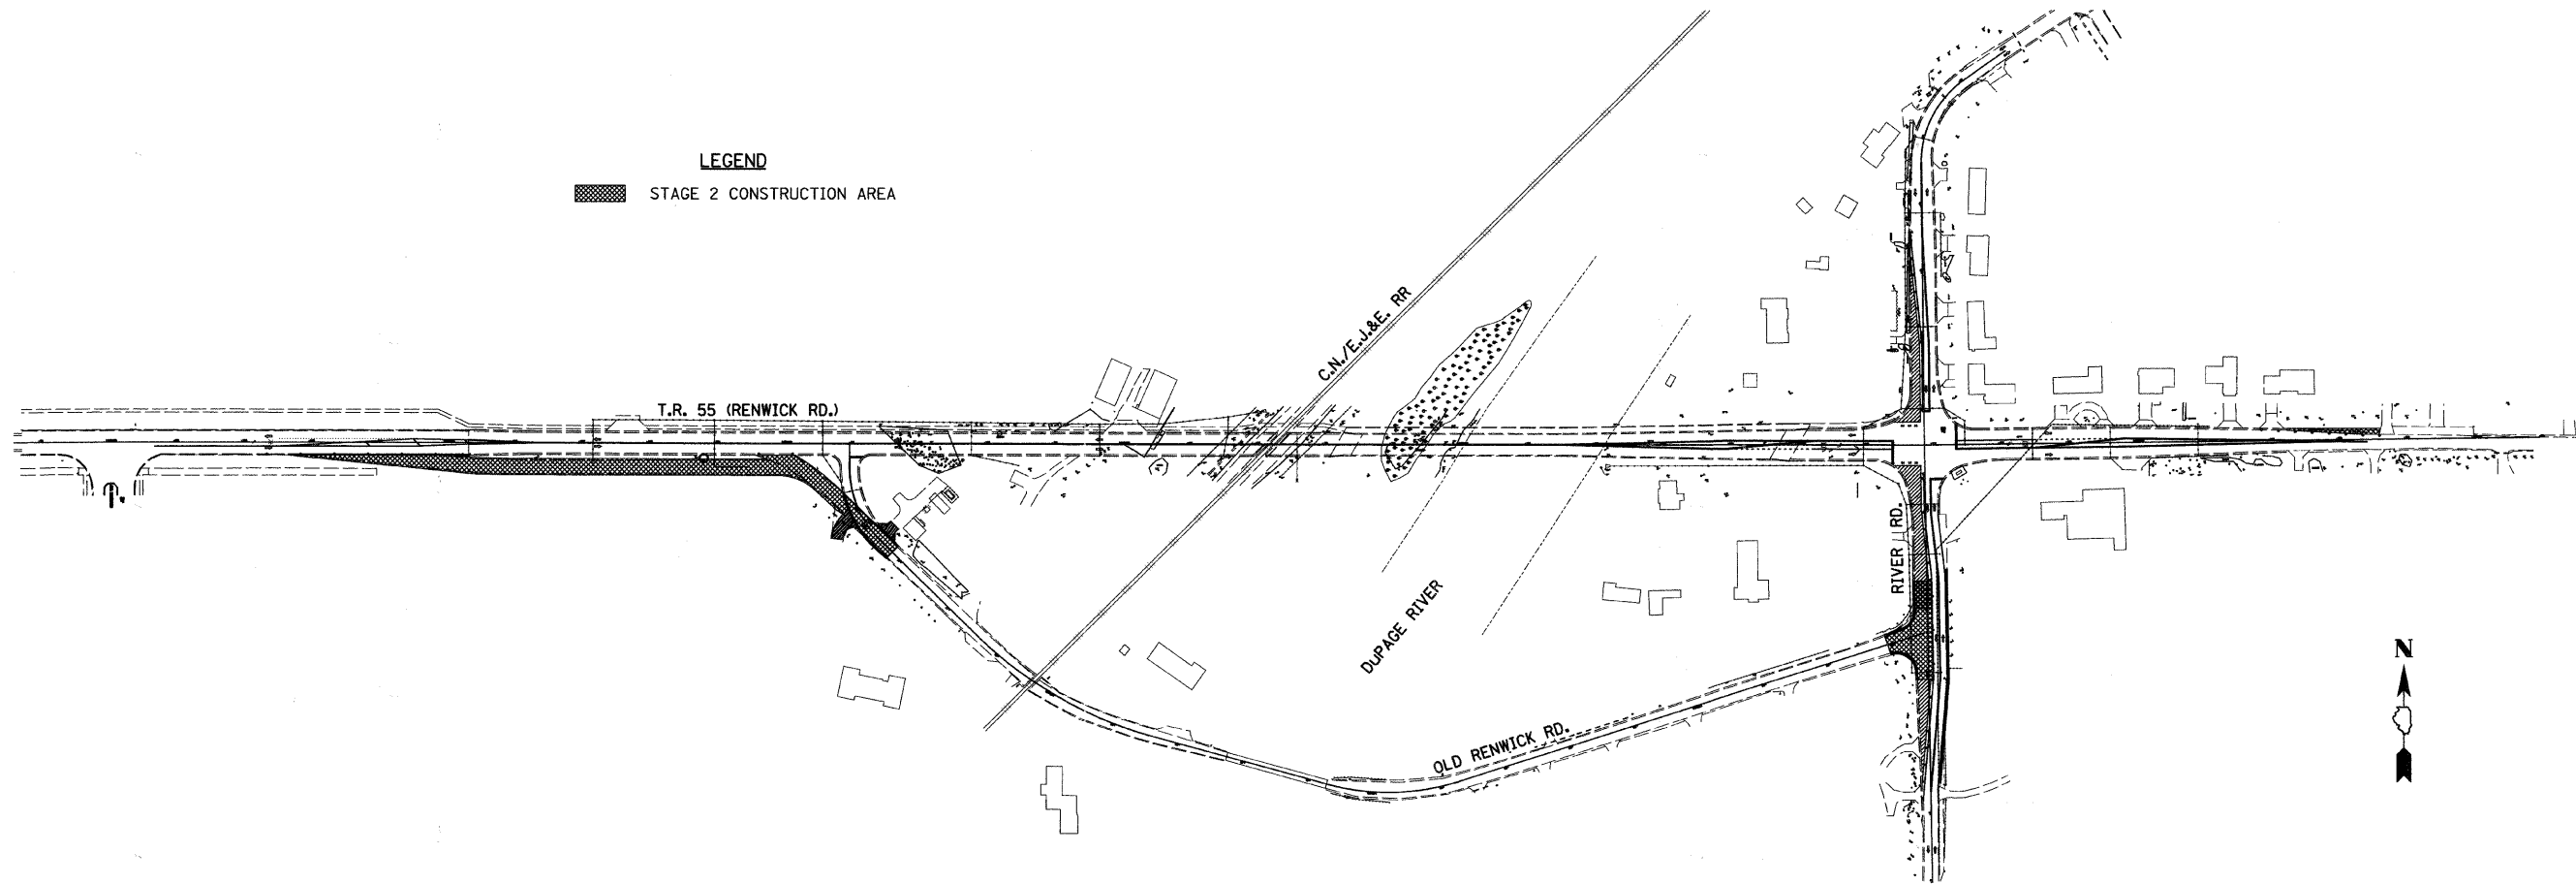 LEGEND
STAGE 2 CONSTRUCTION AREA
C.N./E.J.&E. RR
T.R. 55 (RENWICK RD.)
RIVER RD.
DuPAGE RIVER
OLD RENWICK RD.
N